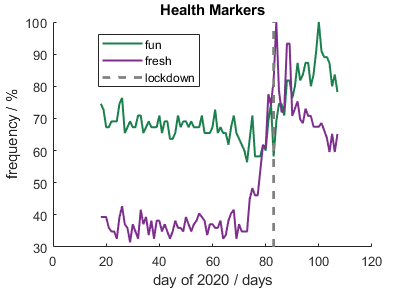 Health Markers
fun
fresh
lockdown
frequency / %
100
90
80
70
60
50
40
30
0
20
40
60
80
100
120
day of 2020 / days